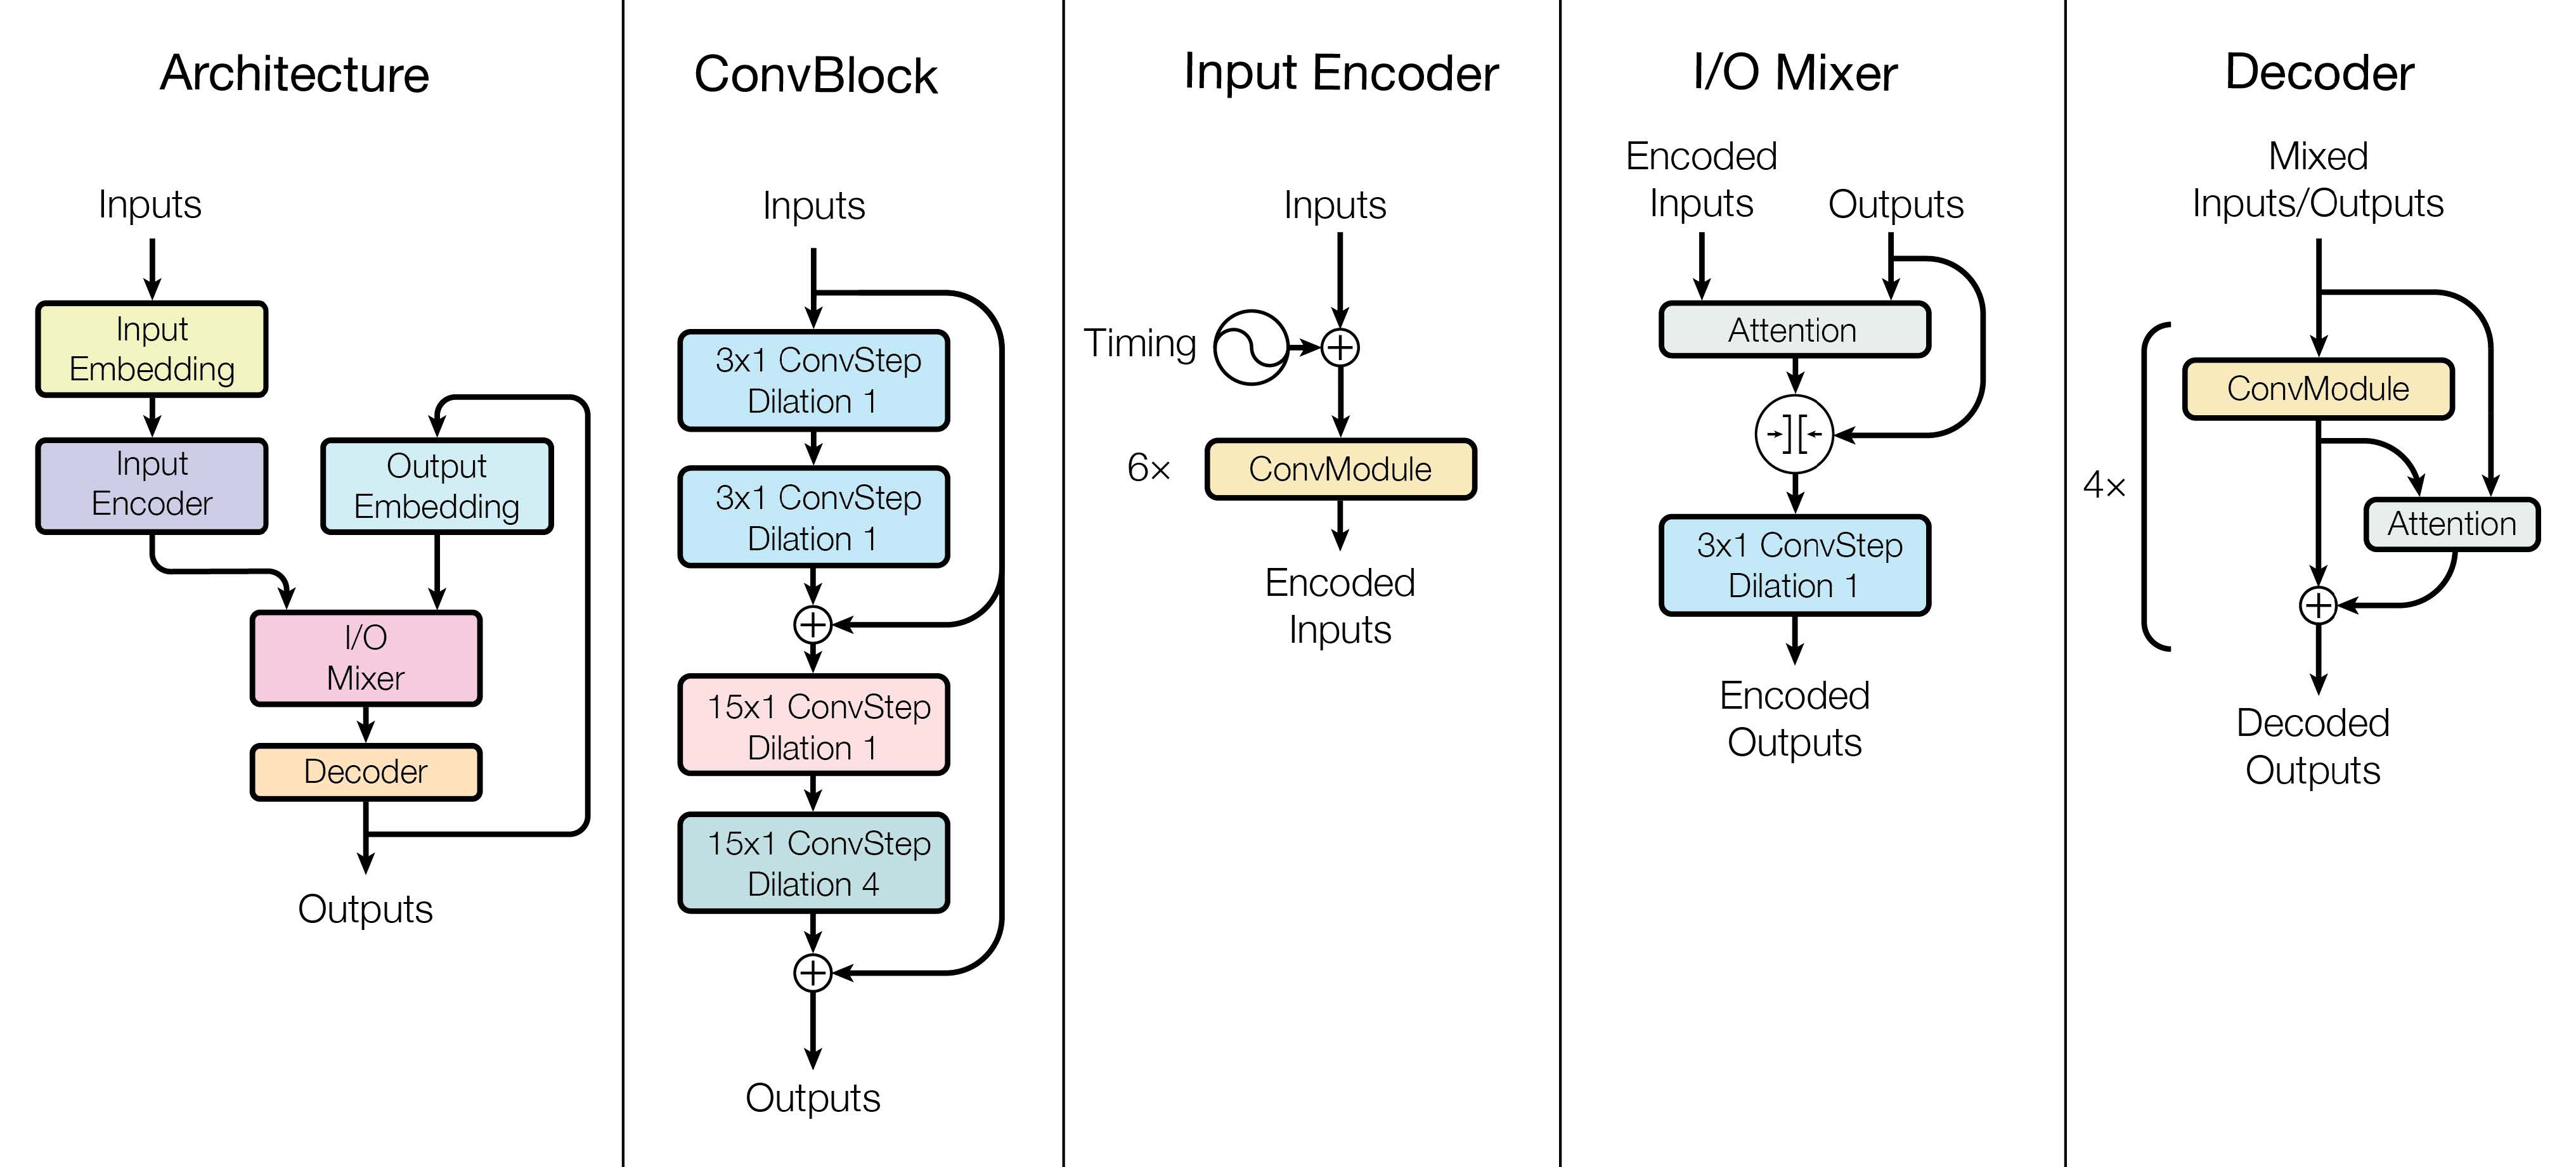 Architecture
Inputs
Input
Embedding
Input
Encoder
Output
Embedding
I/O
Mixer
Decoder
Outputs
ConvBlock
Inputs
3x1 ConvStep
Dilation 1
3x1 ConvStep
Dilation 1
15x1 ConvStep
Dilation 1
15x1 ConvStep
Dilation 4
Outputs
Input Encoder
Inputs
Timing
6×
ConvModule
Encoded
Inputs
I/O Mixer
Encoded
Inputs
Outputs
Attention
3x1 ConvStep
Dilation 1
Encoded
Outputs
Decoder
Mixed
Inputs/Outputs
ConvModule
4×
Attention
Decoded
Outputs